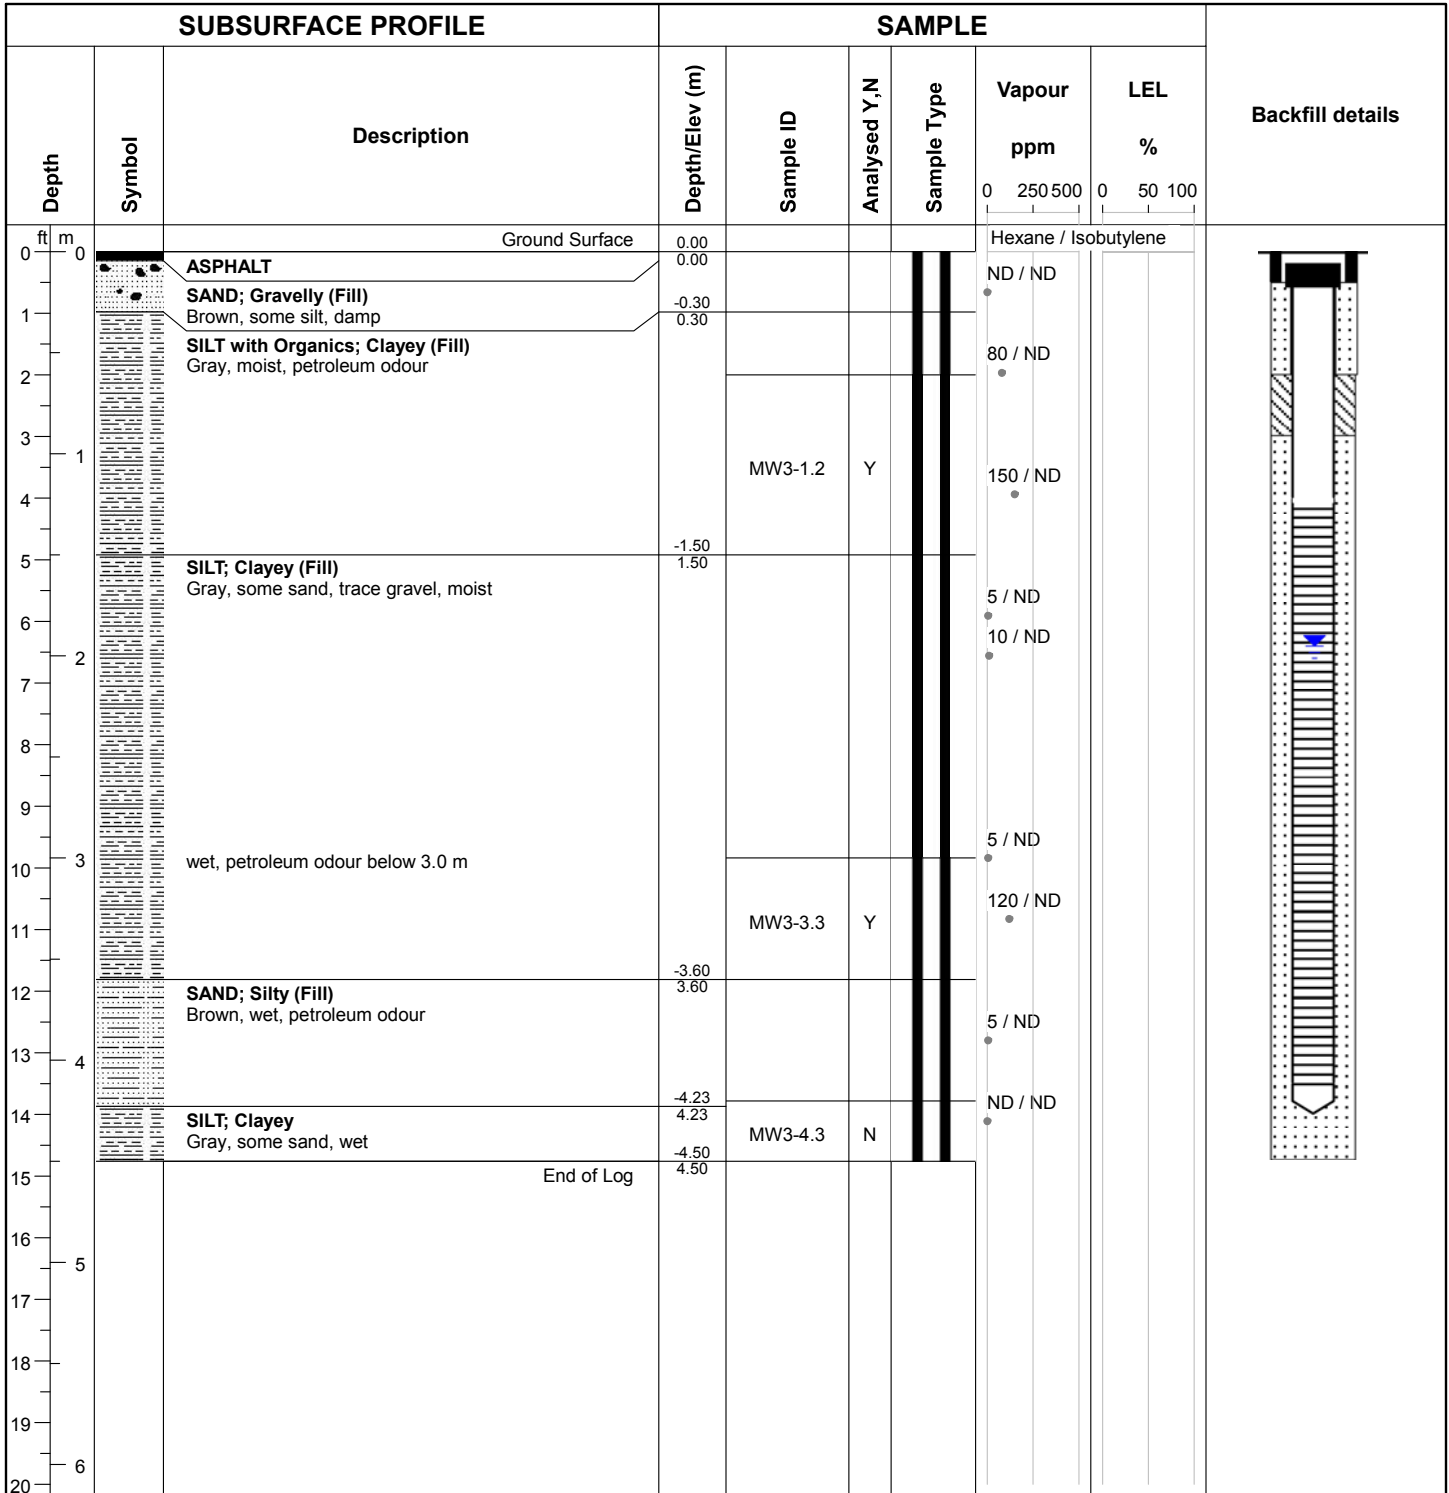 SUBSURFACE PROFILE
SAMPLE
Depth
Symbol
Description
Depth/Elev (m)
Sample ID
Analysed Y,N
Sample Type
Vapour
ppm
0 250 500
LEL
%
0 50 100
Backfill details
ft m
Ground Surface
0.00
0.00
Hexane / Isobutylene
0 0
ASPHALT
ND / ND
SAND; Gravelly (Fill)
Brown, some silt, damp
-0.30
0.30
1
SILT with Organics; Clayey (Fill)
Gray, moist, petroleum odour
80 / ND
2
3
1
MW3-1.2 Y
150 / ND
4
-1.50
1.50
5
SILT; Clayey (Fill)
Gray, some sand, trace gravel, moist
5 / ND
6
10 / ND
2
7
8
9
5 / ND
3
wet, petroleum odour below 3.0 m
10
120 / ND
MW3-3.3 Y
11
-3.60
3.60
12
SAND; Silty (Fill)
Brown, wet, petroleum odour
5 / ND
13
4
-4.23
4.23
ND / ND
14
SILT; Clayey
Gray, some sand, wet
MW3-4.3 N
-4.50
4.50
End of Log
15
16
5
17
18
19
6
20